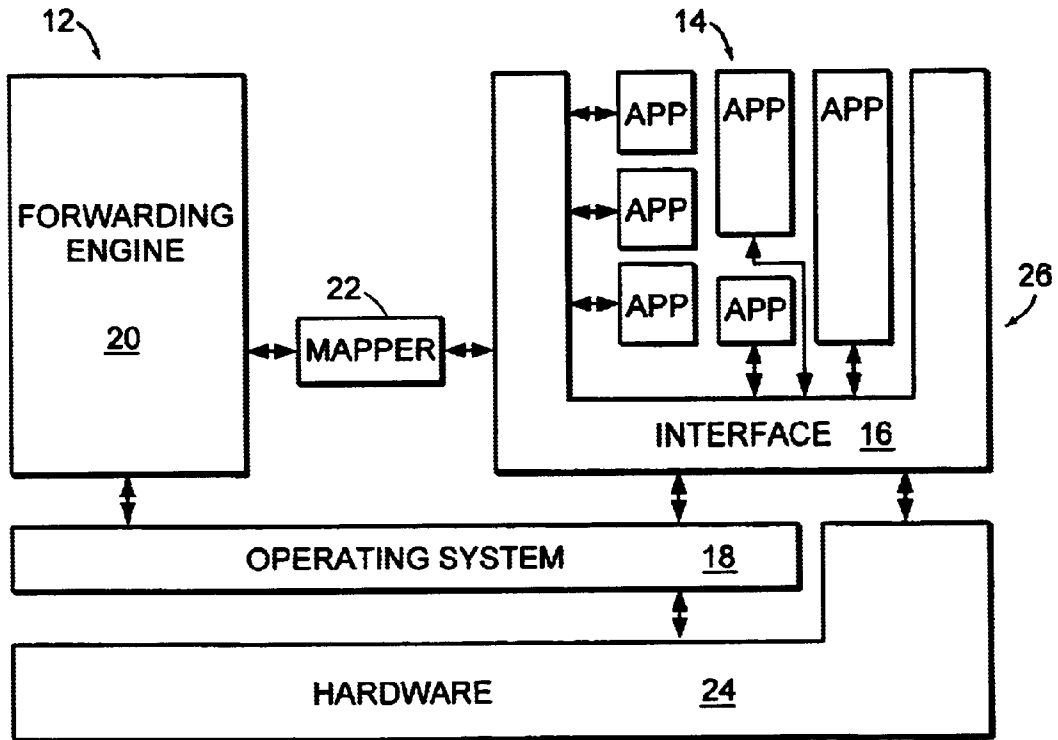 12
14
APP
APP
APP
FORWARDING
ENGINE
20
APP
22
MAPPER
APP
APP
26
INTERFACE 16
OPERATING SYSTEM 18
HARDWARE 24